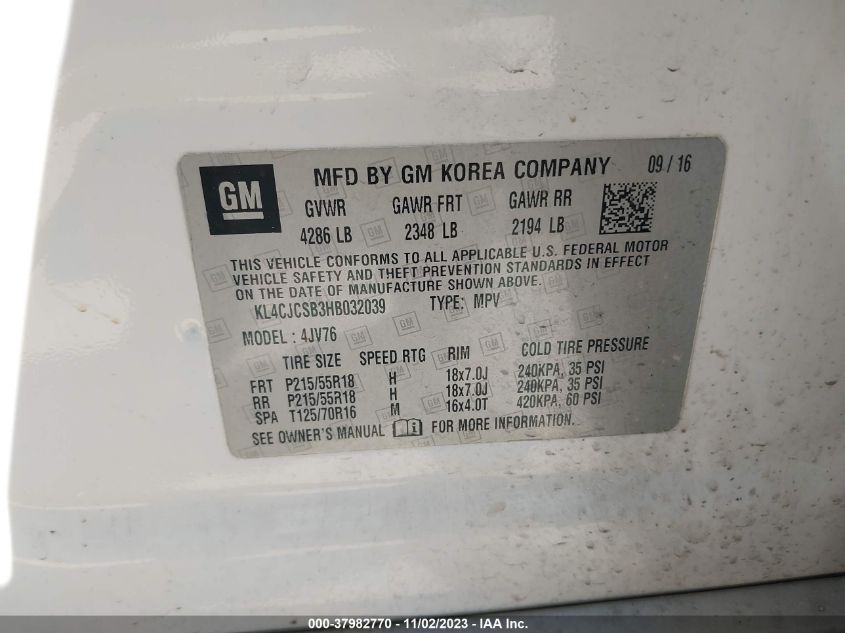 GM
MFD BY GM KOREA COMPANY 09/16
GVWR GAWR FRT GAWR RR
4286 LB 2348 LB 2194 LB
THIS VEHICLE CONFORMS TO ALL APPLICABLE U.S. FEDERAL MOTOR
VEHICLE SAFETY AND THEFT PREVENTION STANDARDS IN EFFECT
ON THE DATE OF MANUFACTURE SHOWN ABOVE.
KL4CJCSB3HB032039 TYPE: MPV
MODEL : 4JV76
TIRE SIZE SPEED RTG RIM COLD TIRE PRESSURE
FRT P215/55R18 H 18x7.0J 240KPA, 35 PSI
RR P215/55R18 H 18x7.0J 240KPA, 35 PSI
SPA T125/70R16 M 16x4.0T 420KPA, 60 PSI
SEE OWNER'S MANUAL FOR MORE INFORMATION.
000-37982770 - 11/02/2023 - IAA Inc.